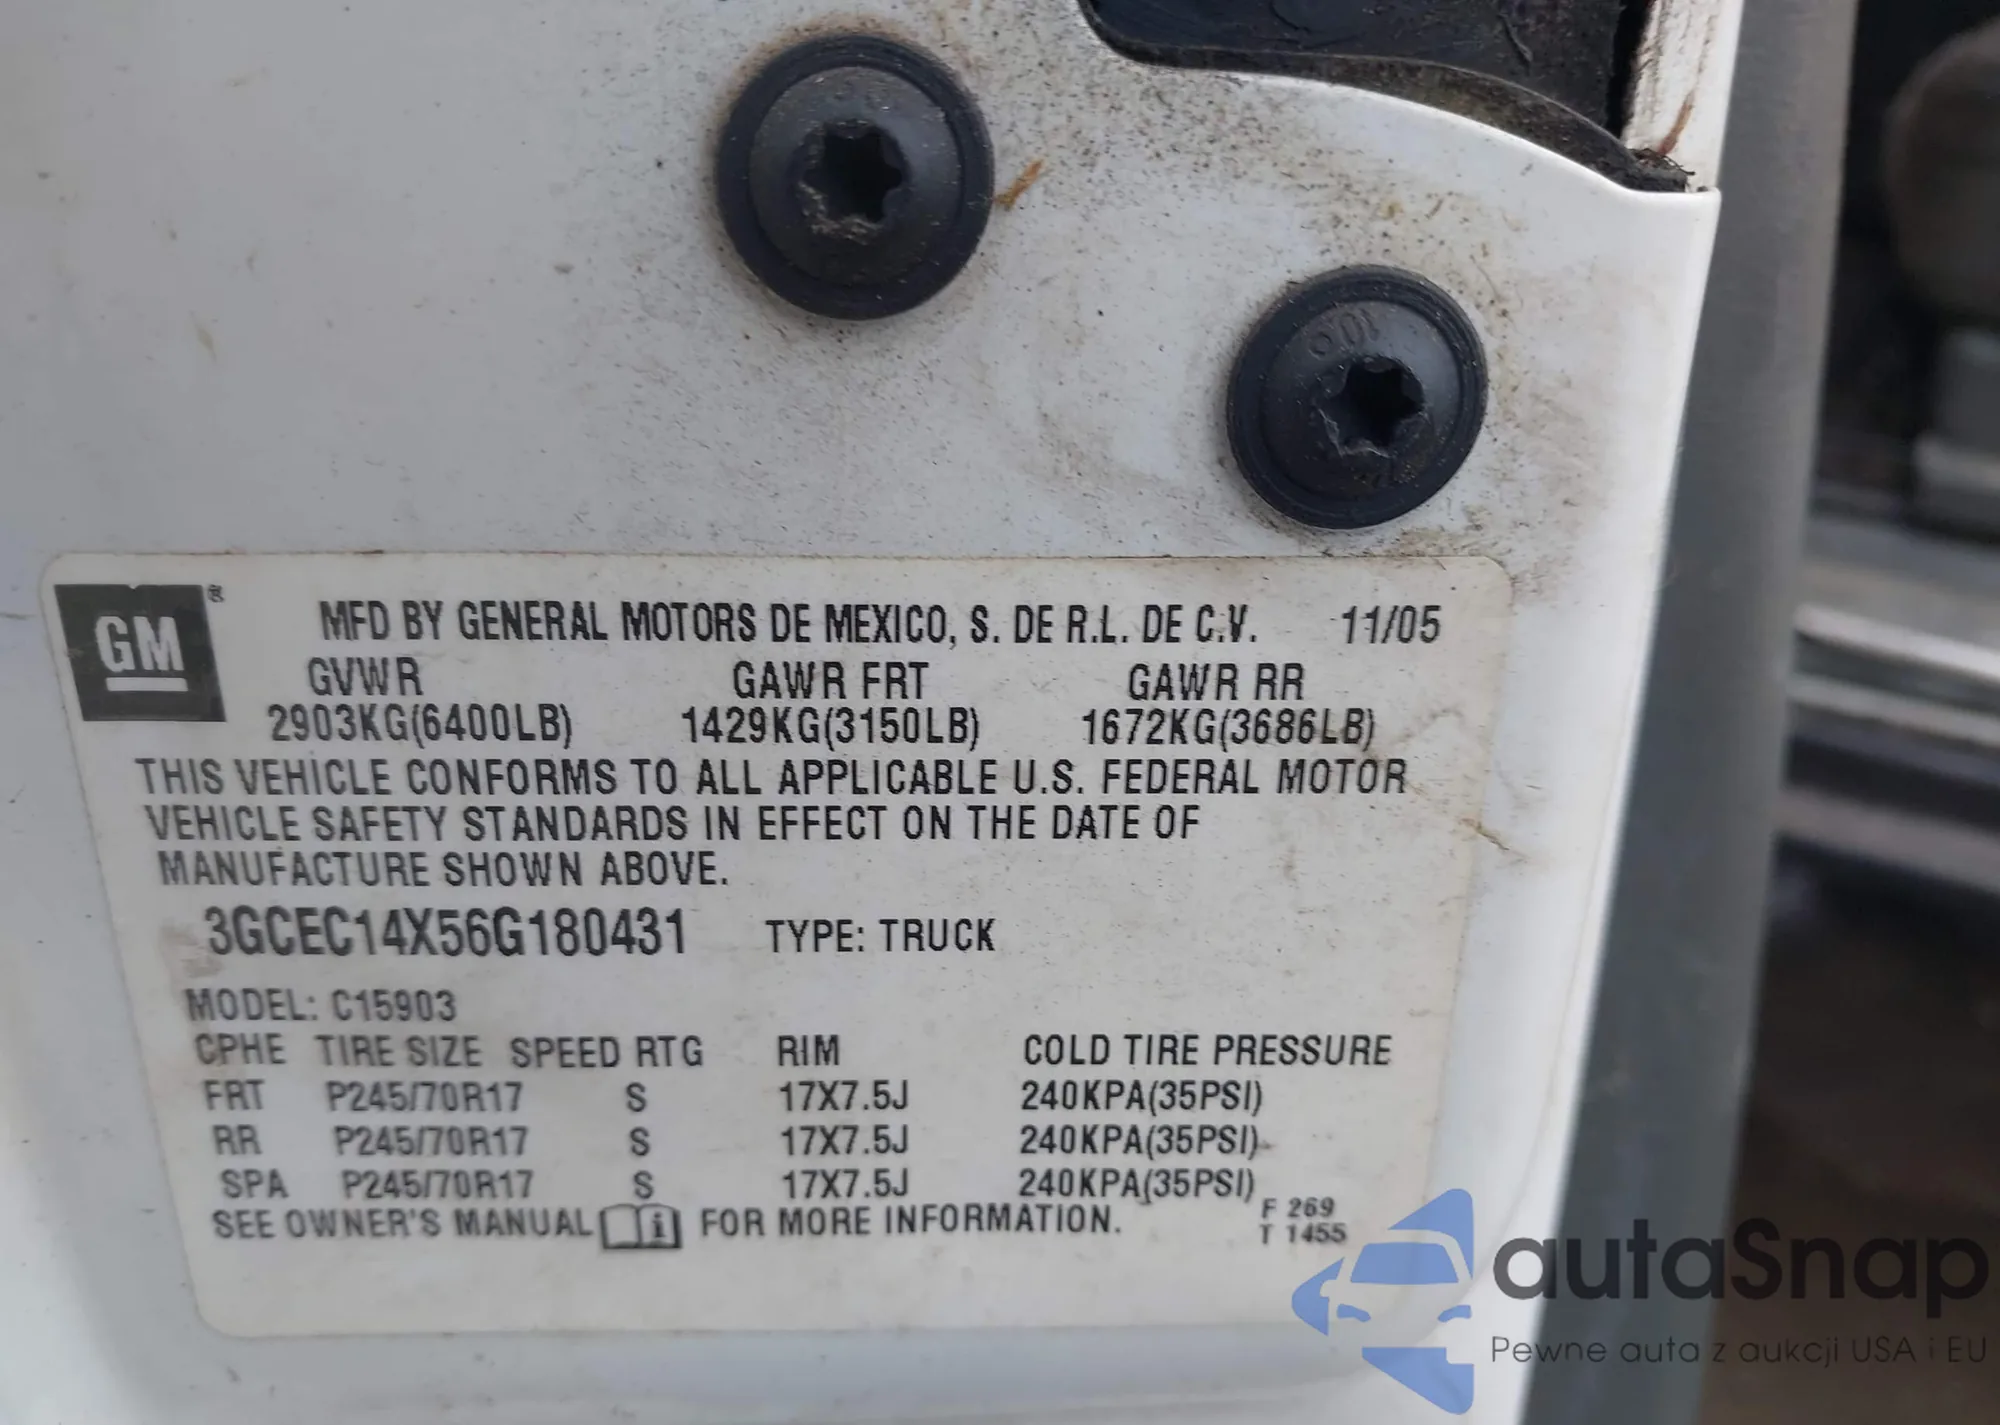 GM®
MFD BY GENERAL MOTORS DE MEXICO, S. DE R.L. DE C.V. 11/05
GVWR GAWR FRT GAWR RR
2903KG(6400LB) 1429KG(3150LB) 1672KG(3686LB)
THIS VEHICLE CONFORMS TO ALL APPLICABLE U.S. FEDERAL MOTOR
VEHICLE SAFETY STANDARDS IN EFFECT ON THE DATE OF
MANUFACTURE SHOWN ABOVE.
3GCEC14X56G180431 TYPE: TRUCK
MODEL: C15903
CPHE TIRE SIZE SPEED RTG RIM COLD TIRE PRESSURE
FRT P245/70R17 S 17X7.5J 240KPA(35PSI)
RR P245/70R17 S 17X7.5J 240KPA(35PSI)
SPA P245/70R17 S 17X7.5J 240KPA(35PSI)
SEE OWNER'S MANUAL i FOR MORE INFORMATION.
F 269
T 1455
autaSnap
Pewne auta z aukcji USA i EU